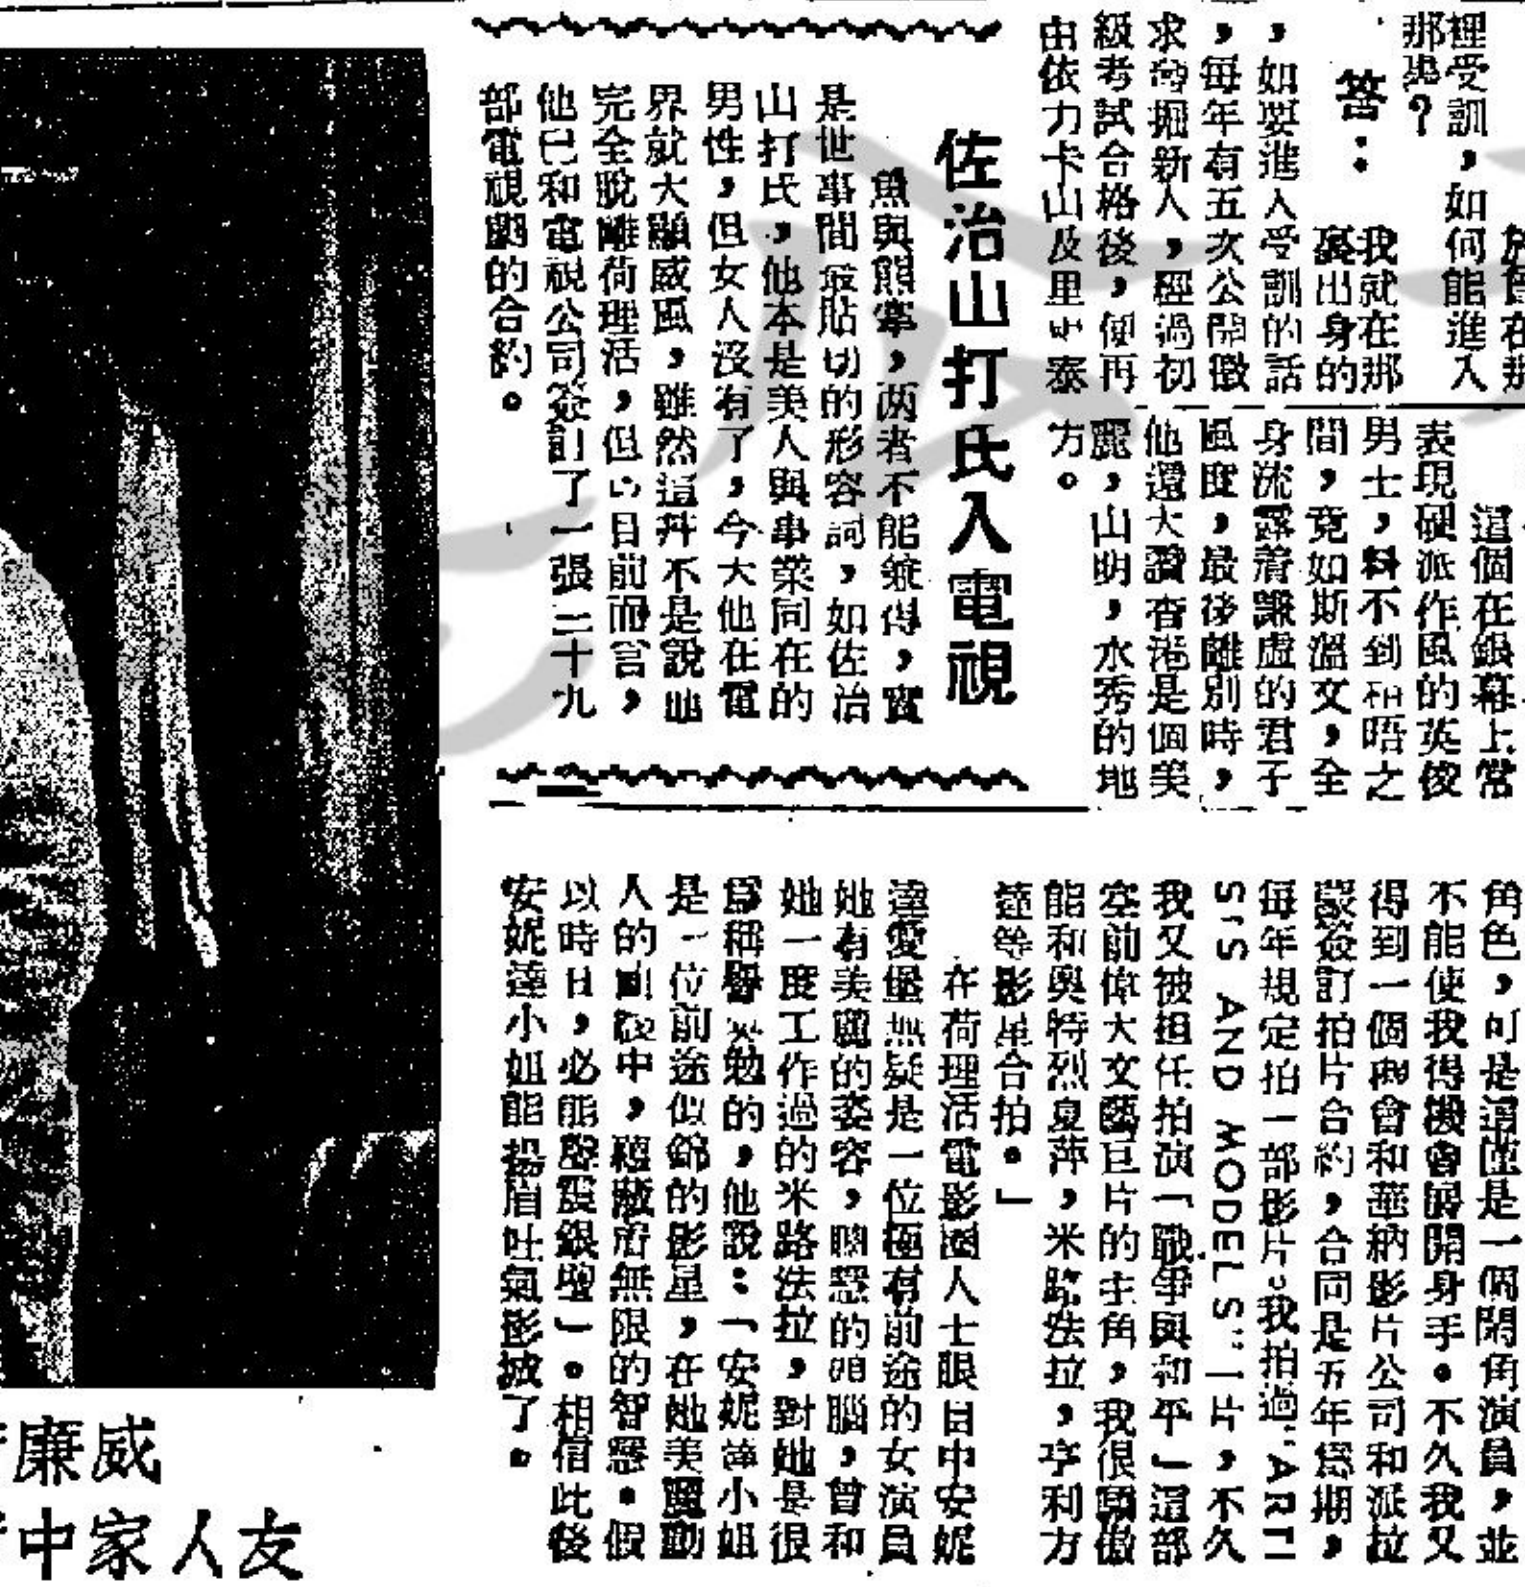 裡受訓，如何能進入
那裏？
答：我就在那
裏出身的
，如要進入受訓的話
，每年有五次公開徵
求發掘新人，經過初
級考試合格後，便再
由依力卡山及里史泰
這個在銀幕上常
表現硬派作風的英俊
男士，料不到相晤之
間，竟如斯溫文，全
身流露着謙虛的君子
風度，最後離別時，
他還大讚香港是個美
麗，山明，水秀的地
方。
佐治山打氏入電視
魚與熊掌，兩者不能兼得，實
是世事間最貼切的形容詞，如佐治
山打氏，他本是美人與事業同在的
男性，但女人沒有了，今大他在電
界就大顯威風，雖然這并不是說他
完全脫離荷理活，但以目前而言，
他已和電視公司簽訂了一張二十九
部電視劇的合約。
角色，可是這僅是一個閑角演員，並
不能使我得機會展開身手。不久我又
得到一個機會和華納影片公司和派拉
蒙簽訂拍片合約，合同是五年爲期，
每年規定拍一部影片。我拍過"ARTI
S'S AND MODELS"一片，不久
我又被担任拍演「戰爭與和平」這部
空前偉大文藝巨片的主角，我很驕傲
能和奧特烈夏萍，米路法拉，亨利方
達等影星合拍。」
在荷理活電影圈人士眼目中安妮
達愛堡無疑是一位極有前途的女演員
她有美麗的姿容，聰慧的頭腦，曾和
她一度工作過的米路法拉，對她是很
爲稱譽與勉的，他說：「安妮達小姐
是一位前途似錦的影星，在她美麗動
人的面貌中，隱藏着無限的智慧。假
以時日，必能聲震銀壇」。相信此後
安妮達小姐能揚眉吐氣影壇了。
廉威
中家人友